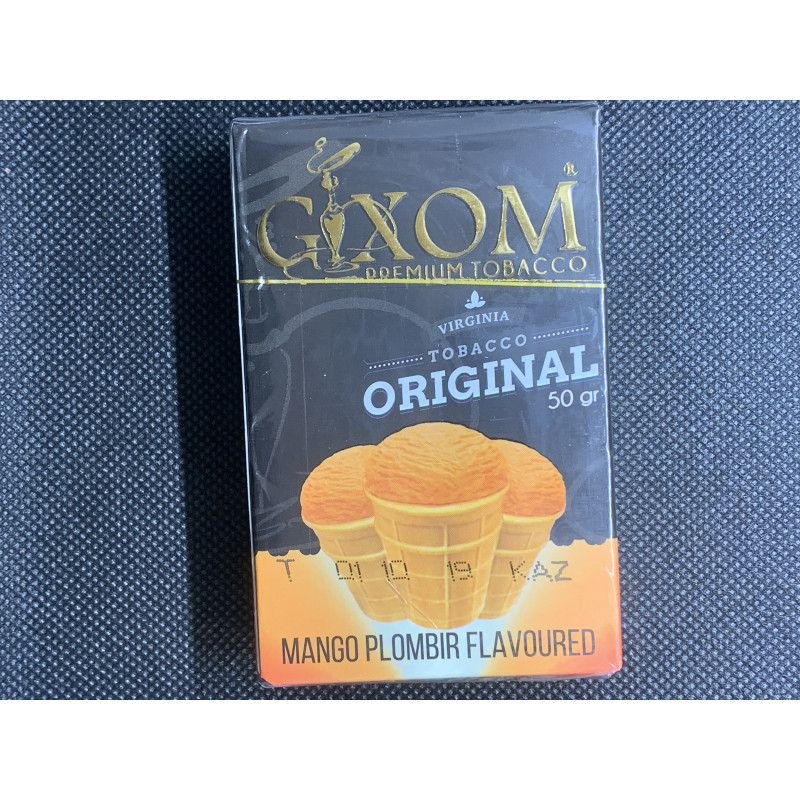 GIXOM ®
PREMIUM TOBACCO
VIRGINIA
TOBACCO
ORIGINAL
50 gr
T 01 10 19 KAZ
MANGO PLOMBIR FLAVOURED